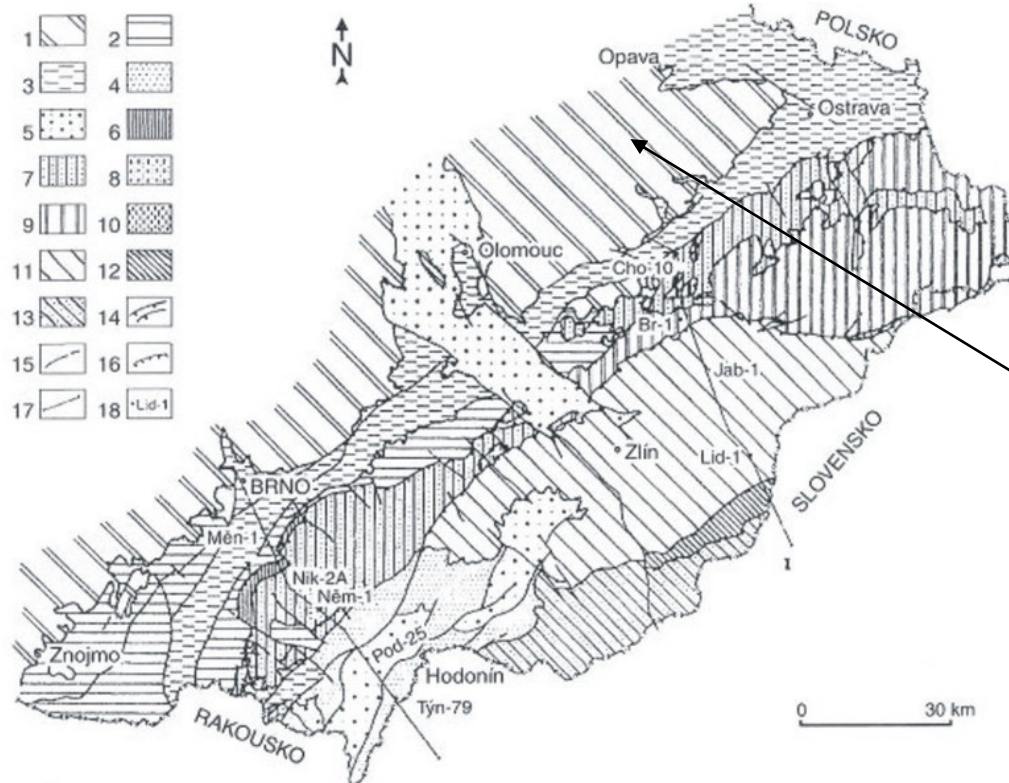 1 2
3 4
5 6
7 8
9 10
11 12
13 14
15 16
17 18 Lid-1
N
POLSKO
Opava
Ostrava
Olomouc
Cho-10
Br-1
Jab-1
Zlín
Lid-1
SLOVENSKO
BRNO
Měn-1
I
Nik-2A
Něm-1
Pod-25
Znojmo
Hodonín
Týn-79
RAKOUSKO
0 30 km